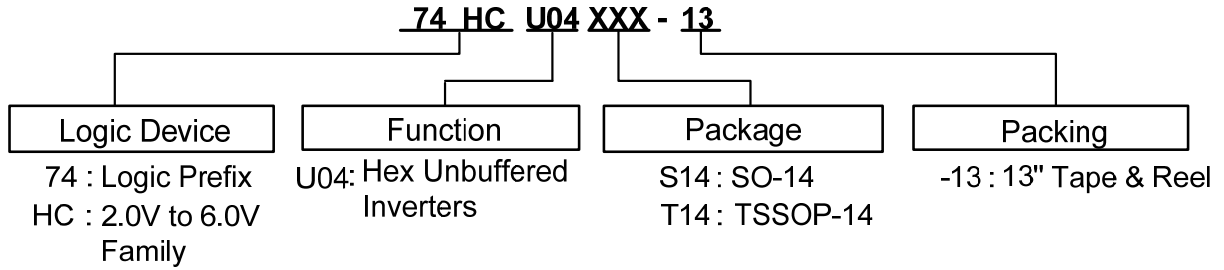 74 HC U04 XXX - 13
Logic Device
Function
Package
Packing
74 : Logic Prefix
HC : 2.0V to 6.0V
Family
U04: Hex Unbuffered
Inverters
S14 : SO-14
T14 : TSSOP-14
-13 : 13" Tape & Reel